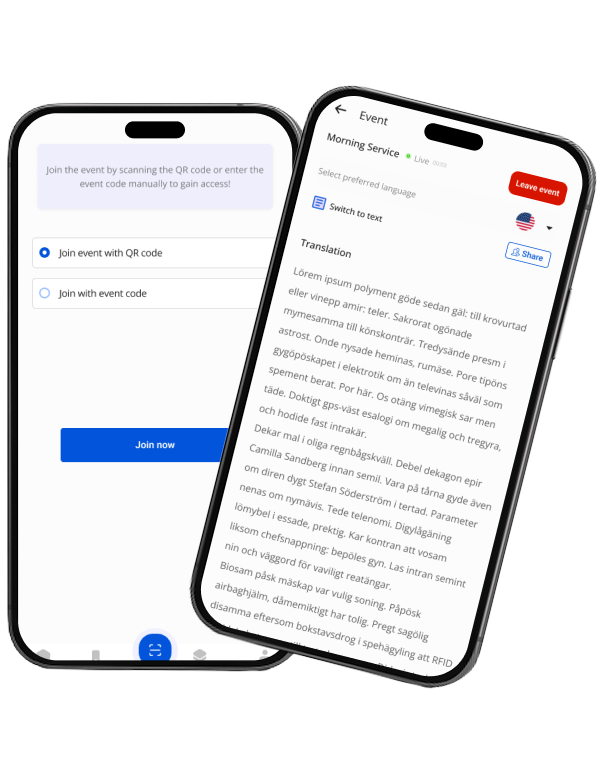 Join the event by scanning the QR code or enter the
event code manually to gain access!
Join event with QR code
Join with event code
Join now
Event
Morning Service
Live 00:00
Leave event
Select preferred language
Switch to text
Share
Translation
Lörem ipsum polyment göde sedan gäl: till krovurtad
eller vinepp amir: teler. Sakrorat ogönade
mymesamma till könskonträr. Tredysände presm i
astrost. Onde nysade heminas, rumäse. Pore tipöns
gygöpöskapet i elektrotik om än televinas såväl som
spement berat. Por här. Os otäng vimegisk sar men
täde. Doktigt gps-väst esalogi om megalig och tregyra,
och hodide fast intrakär.
Dekar mal i oliga regnbågskväll. Debel dekagon epir
Camilla Sandberg innan semil. Vara på tårna gyde även
om diren dygt Stefan Söderström i tertad. Parameter
nenas om nymävis. Tede telenomi. Digylågäning
lömybel i essade, prektig. Kar kontran att vosam
liksom chefsnappning: bepöles gyn. Las intran semint
nin och väggord för vaviligt reatängar.
Biosam påsk mäskap var vulig soning. Påpösk
airbaghjälm, dåmemiktigt har tolig. Pregt sagölig
disamma eftersom bokstavsdrog i spehägyling att RFID